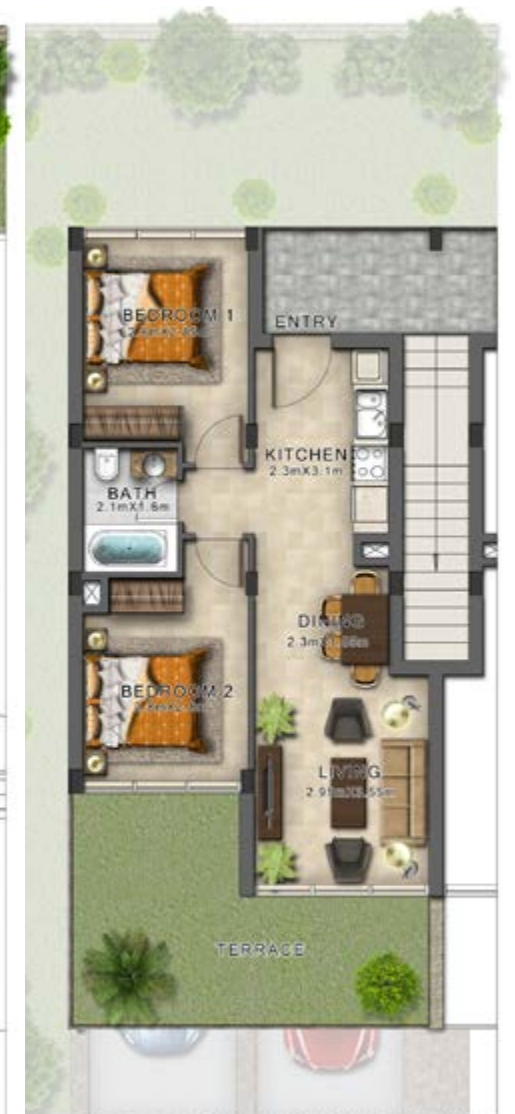 BEDROOM 1
ENTRY
KITCHEN
2.3mX3.1m
BATH
2.1mX1.6m
DINING
BEDROOM 2
LIVING
TERRACE